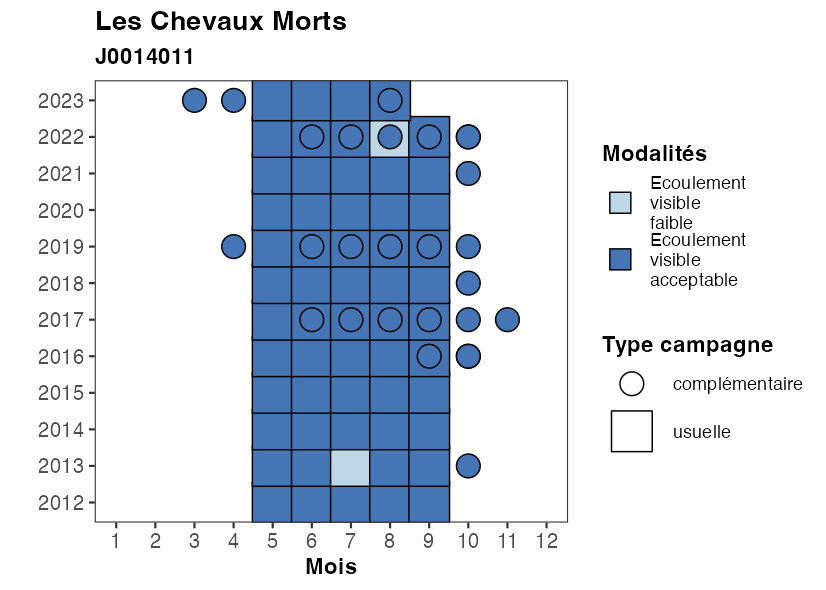 Les Chevaux Morts
J0014011
2023
2022
2021
2020
2019
2018
2017
2016
2015
2014
2013
2012
1 2 3 4 5 6 7 8 9 10 11 12
Mois
Modalités
Ecoulement
visible
faible
Ecoulement
visible
acceptable
Type campagne
complémentaire
usuelle